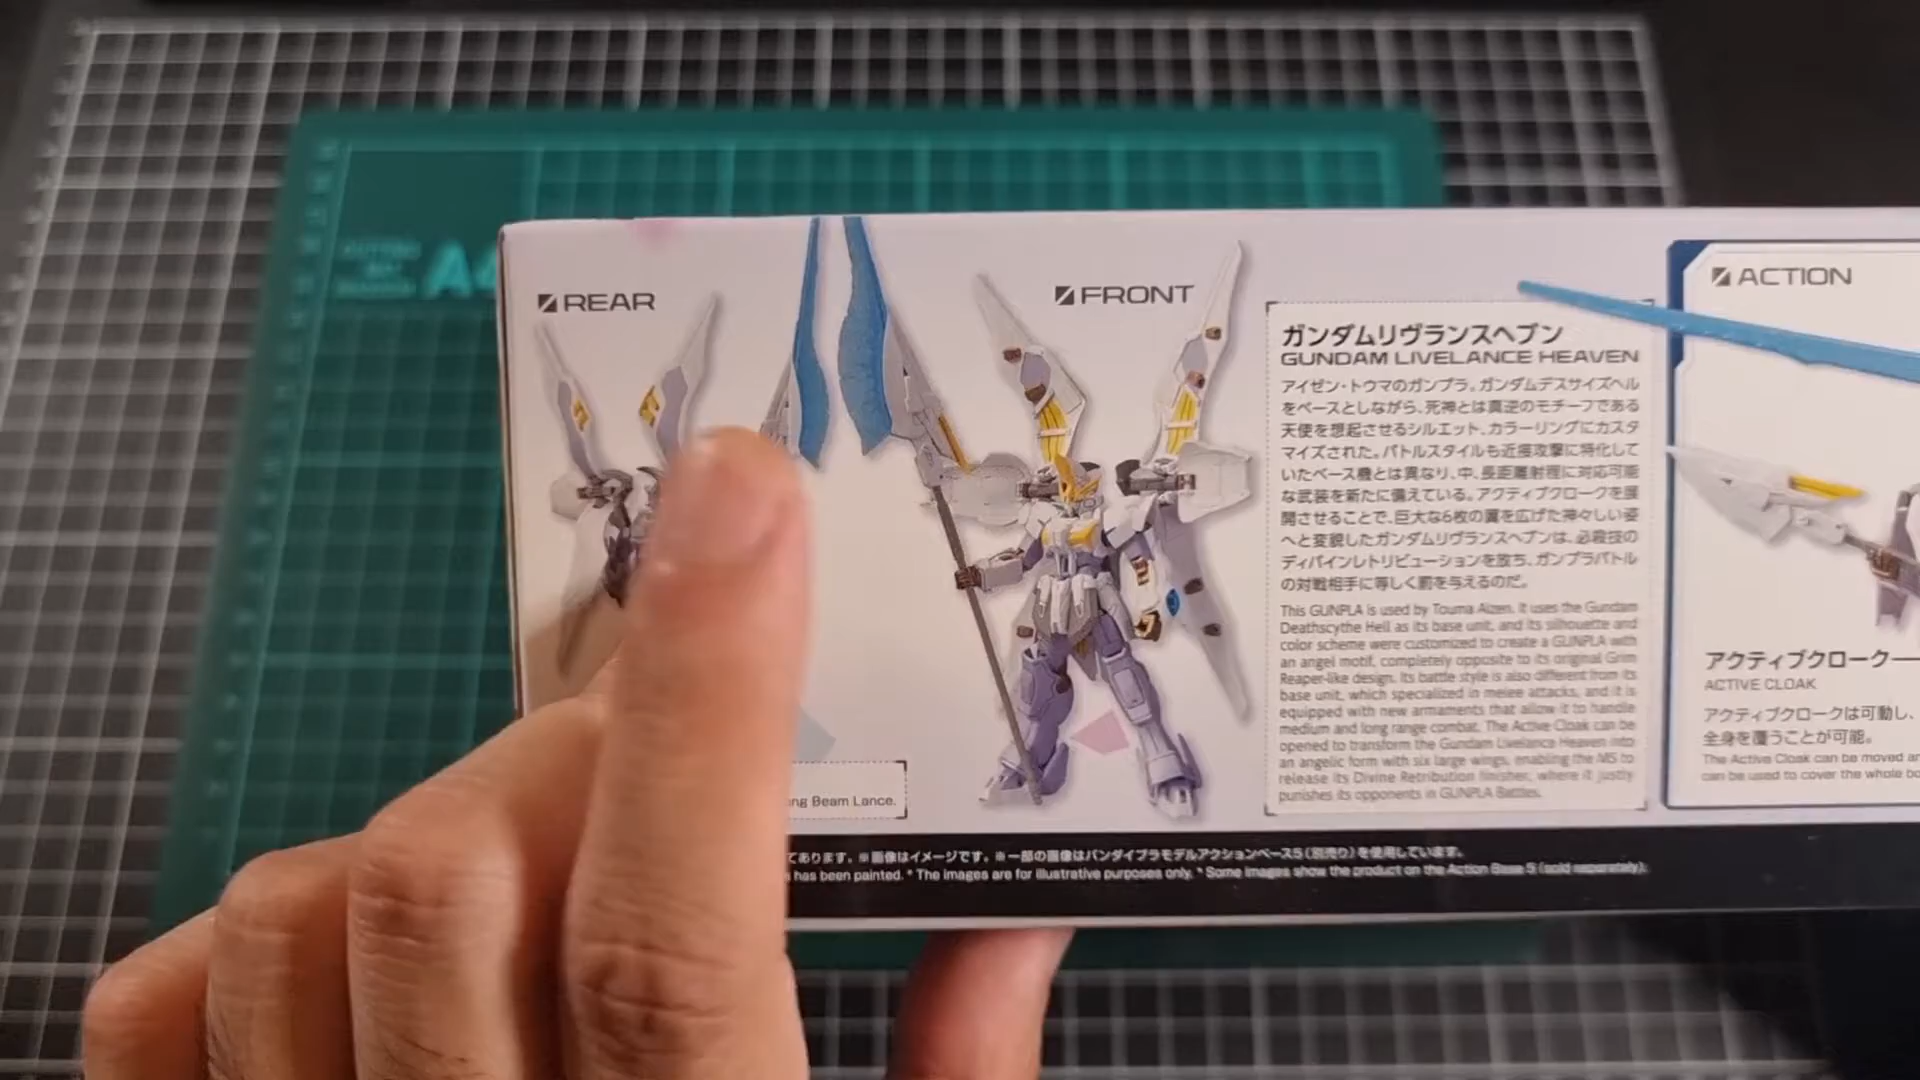 A4
REAR
FRONT
ガンダムリヴランスヘブン
GUNDAM LIVELANCE HEAVEN
アイゼン・トウマのガンプラ。ガンダムデスサイズヘル
をベースとしながら、死神とは真逆のモチーフである
天使を想起させるシルエット、カラーリングにカスタ
マイズされた。バトルスタイルも近接攻撃に特化して
いたベース機とは異なり、中、長距離射程に対応可能
な武装を新たに備えている。アクティブクロークを展
開させることで、巨大な6枚の翼を広げた神々しい姿
へと変貌したガンダムリヴランスヘブンは、必殺技の
ディバインレトリビューションを放ち、ガンプラバトル
の対戦相手に等しく罰を与えるのだ。
This GUNPLA is used by Touma Aizen. It uses the Gundam
Deathscythe Hell as its base unit, and its silhouette and
color scheme were customized to create a GUNPLA with
an angel motif, completely opposite to its original Grim
Reaper-like design. Its battle style is also different from its
base unit, which specialized in melee attacks, and it is
equipped with new armaments that allow it to handle
medium and long range combat. The Active Cloak can be
opened to transform the Gundam Livelance Heaven into
an angelic form with six large wings, enabling the MS to
release its Divine Retribution finisher, where it justly
punishes its opponents in GUNPLA Battles.
ACTION
アクティブクローク
ACTIVE CLOAK
アクティブクロークは可動し、
全身を覆うことが可能。
The Active Cloak can be moved
can be used to cover the whole
ng Beam Lance.
てあります。※画像はイメージです。※一部の画像はバンダイプラモデルアクションベース5(別売り)を使用しています。
has been painted. * The images are for illustrative purposes only. * Some images show the product on the Action Base 5 (sold separately).